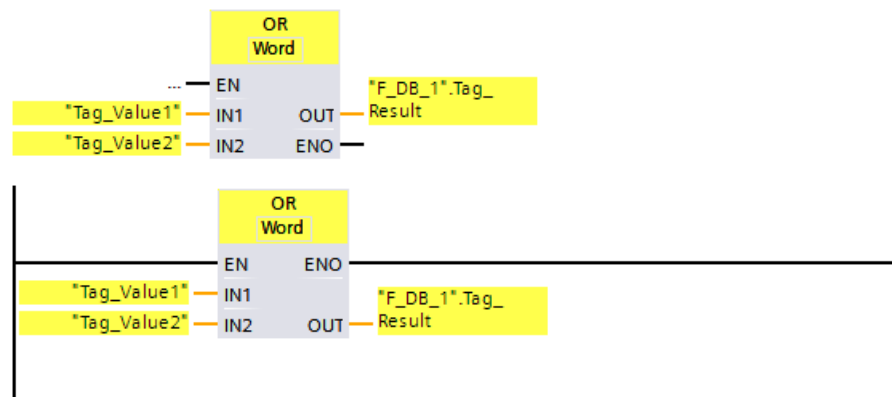 OR
Word
... EN
"Tag_Value1" IN1 OUT "F_DB_1".Tag_
Result
"Tag_Value2" IN2 ENO
OR
Word
EN ENO
"Tag_Value1" IN1
"Tag_Value2" IN2 OUT "F_DB_1".Tag_
Result